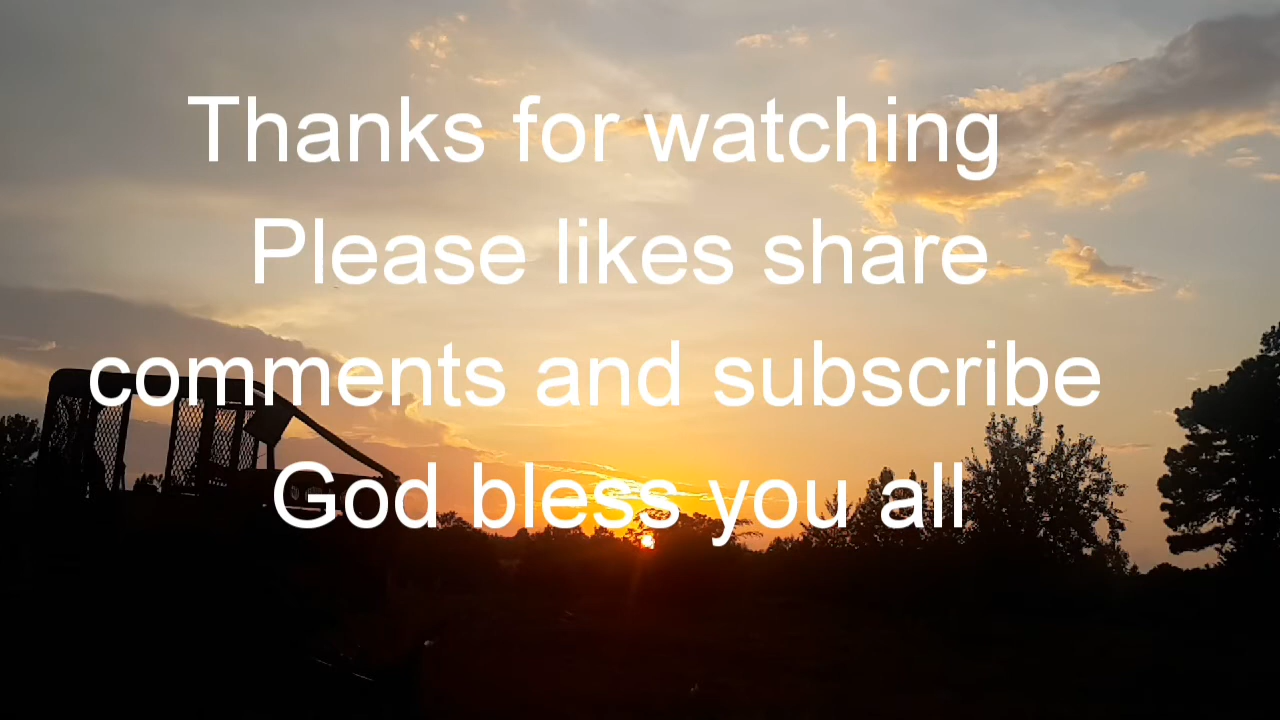 Thanks for watching
Please likes share
comments and subscribe
God bless you all